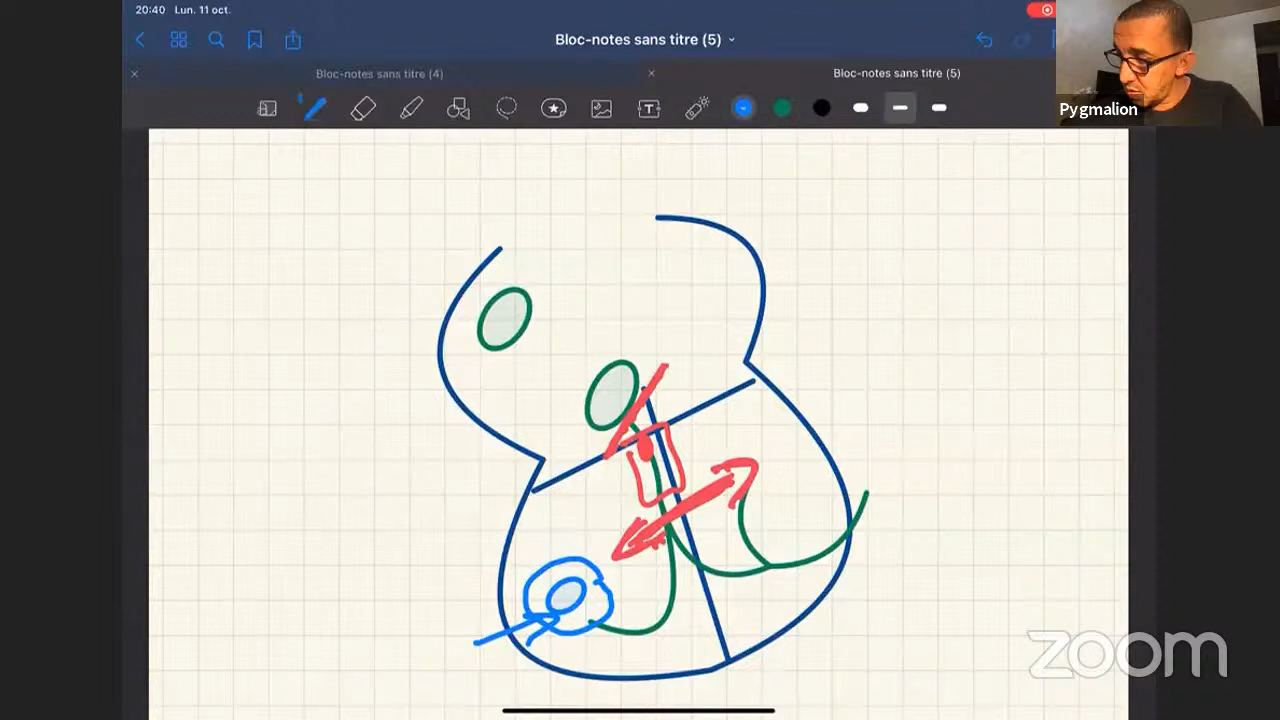 20:40 Lun. 11 oct.
Bloc-notes sans titre (5)
Bloc-notes sans titre (4)
Bloc-notes sans titre (5)
T
Pygmalion
zoom